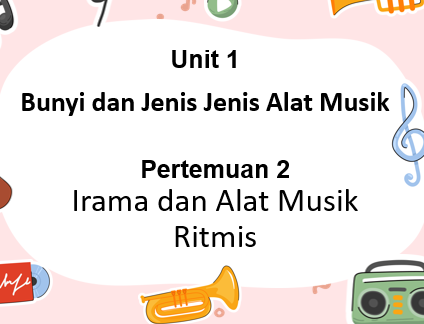 Unit 1
Bunyi dan Jenis Jenis Alat Musik
Pertemuan 2
Irama dan Alat Musik
Ritmis